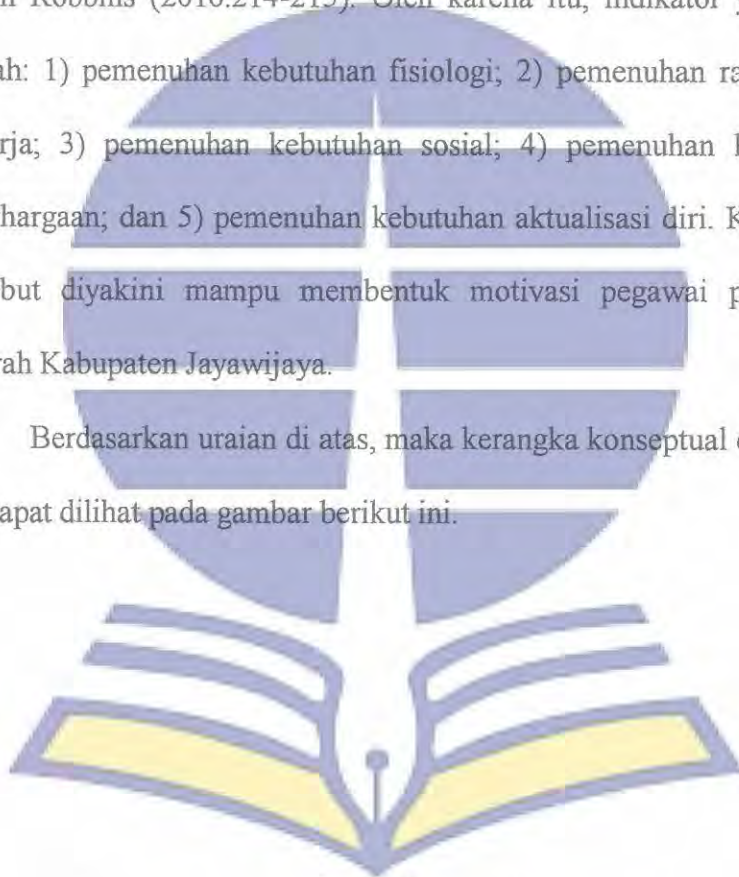 Robbins (2010:214-215). Oleh karena itu, indikator
ah: 1) pemenuhan kebutuhan fisiologi; 2) pemenuhan ra
rja; 3) pemenuhan kebutuhan sosial; 4) pemenuhan
hargaan; dan 5) pemenuhan kebutuhan aktualisasi diri. K
but diyakini mampu membentuk motivasi pegawai p
rah Kabupaten Jayawijaya.
Berdasarkan uraian di atas, maka kerangka konseptual
apat dilihat pada gambar berikut ini.